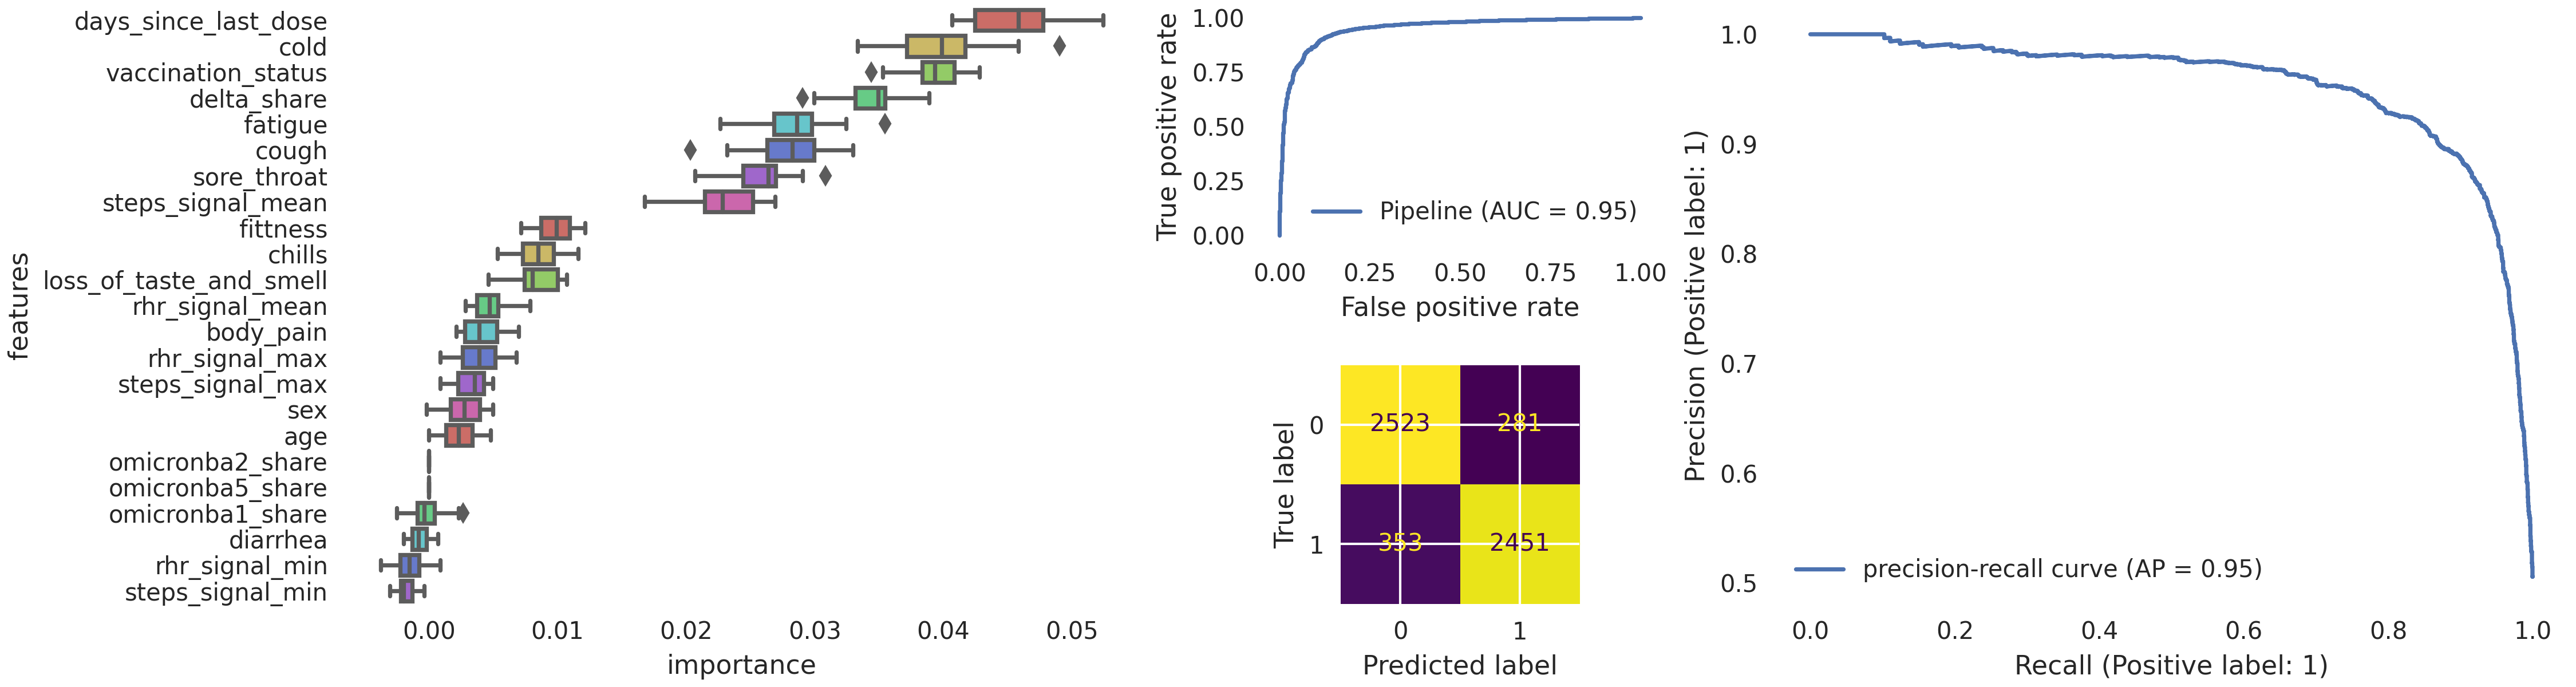 features
days_since_last_dose
cold
vaccination_status
delta_share
fatigue
cough
sore_throat
steps_signal_mean
fittness
chills
loss_of_taste_and_smell
rhr_signal_mean
body_pain
rhr_signal_max
steps_signal_max
sex
age
omicronba2_share
omicronba5_share
omicronba1_share
diarrhea
rhr_signal_min
steps_signal_min
0.00 0.01 0.02 0.03 0.04 0.05
importance
True positive rate
1.00
0.75
0.50
0.25
0.00
Pipeline (AUC = 0.95)
0.00 0.25 0.50 0.75 1.00
False positive rate
True label
0
2523 281
1
353 2451
0 1
Predicted label
Precision (Positive label: 1)
1.0
0.9
0.8
0.7
0.6
0.5
precision-recall curve (AP = 0.95)
0.0 0.2 0.4 0.6 0.8 1.0
Recall (Positive label: 1)